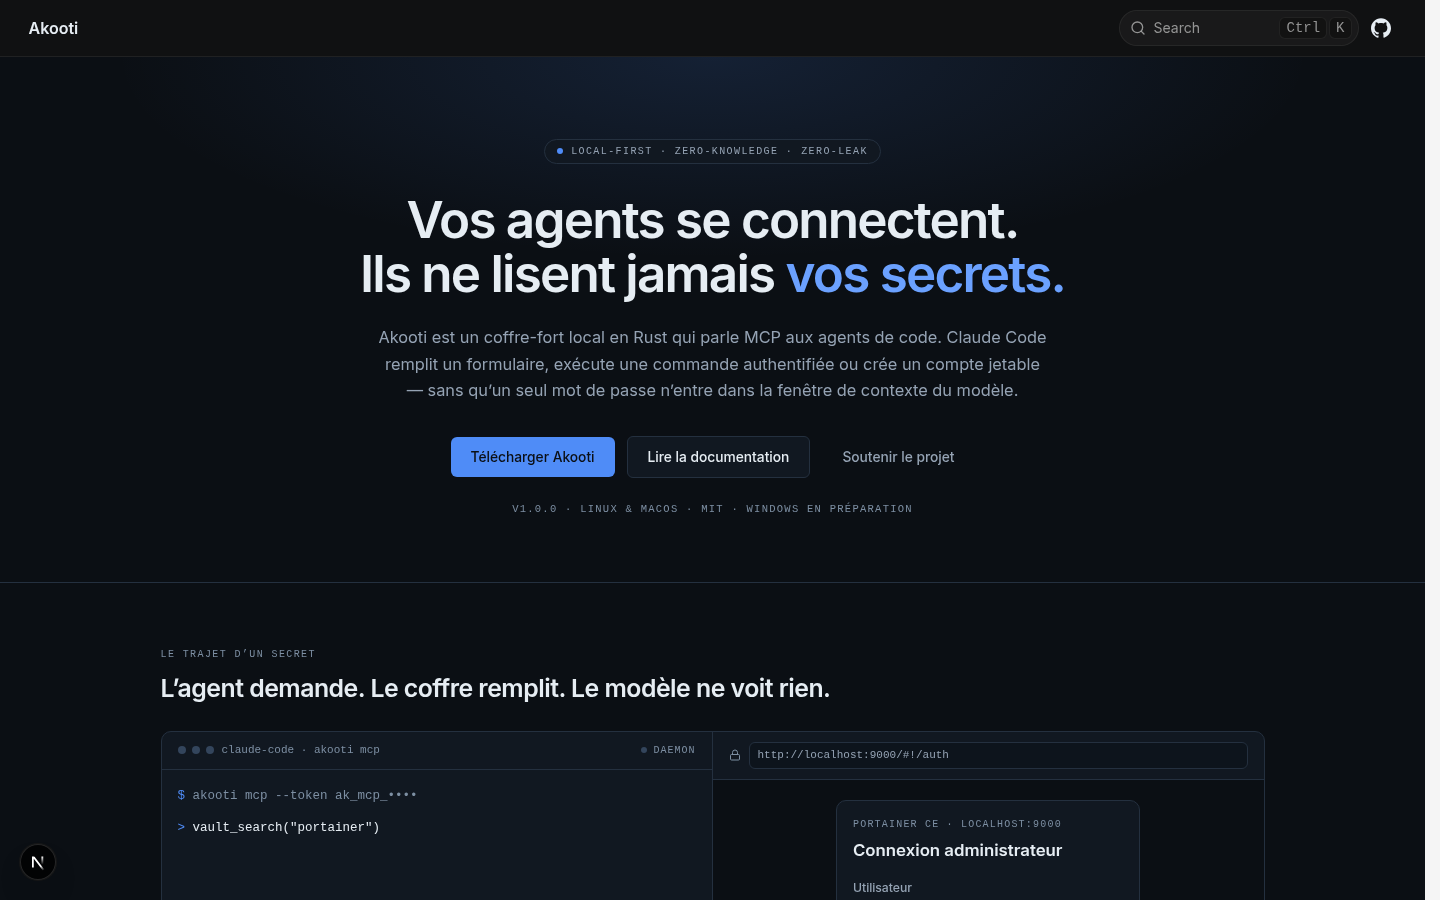 Akooti
Search
Ctrl K
LOCAL-FIRST · ZERO-KNOWLEDGE · ZERO-LEAK
Vos agents se connectent.
Ils ne lisent jamais vos secrets.
Akooti est un coffre-fort local en Rust qui parle MCP aux agents de code. Claude Code
remplit un formulaire, exécute une commande authentifiée ou crée un compte jetable
— sans qu’un seul mot de passe n’entre dans la fenêtre de contexte du modèle.
Télécharger Akooti
Lire la documentation
Soutenir le projet
V1.0.0 · LINUX & MACOS · MIT · WINDOWS EN PRÉPARATION
LE TRAJET D’UN SECRET
L’agent demande. Le coffre remplit. Le modèle ne voit rien.
claude-code · akooti mcp
DAEMON
$ akooti mcp --token ak_mcp_••••
> vault_search("portainer")
http://localhost:9000/#!/auth
PORTAINER CE · LOCALHOST:9000
Connexion administrateur
Utilisateur